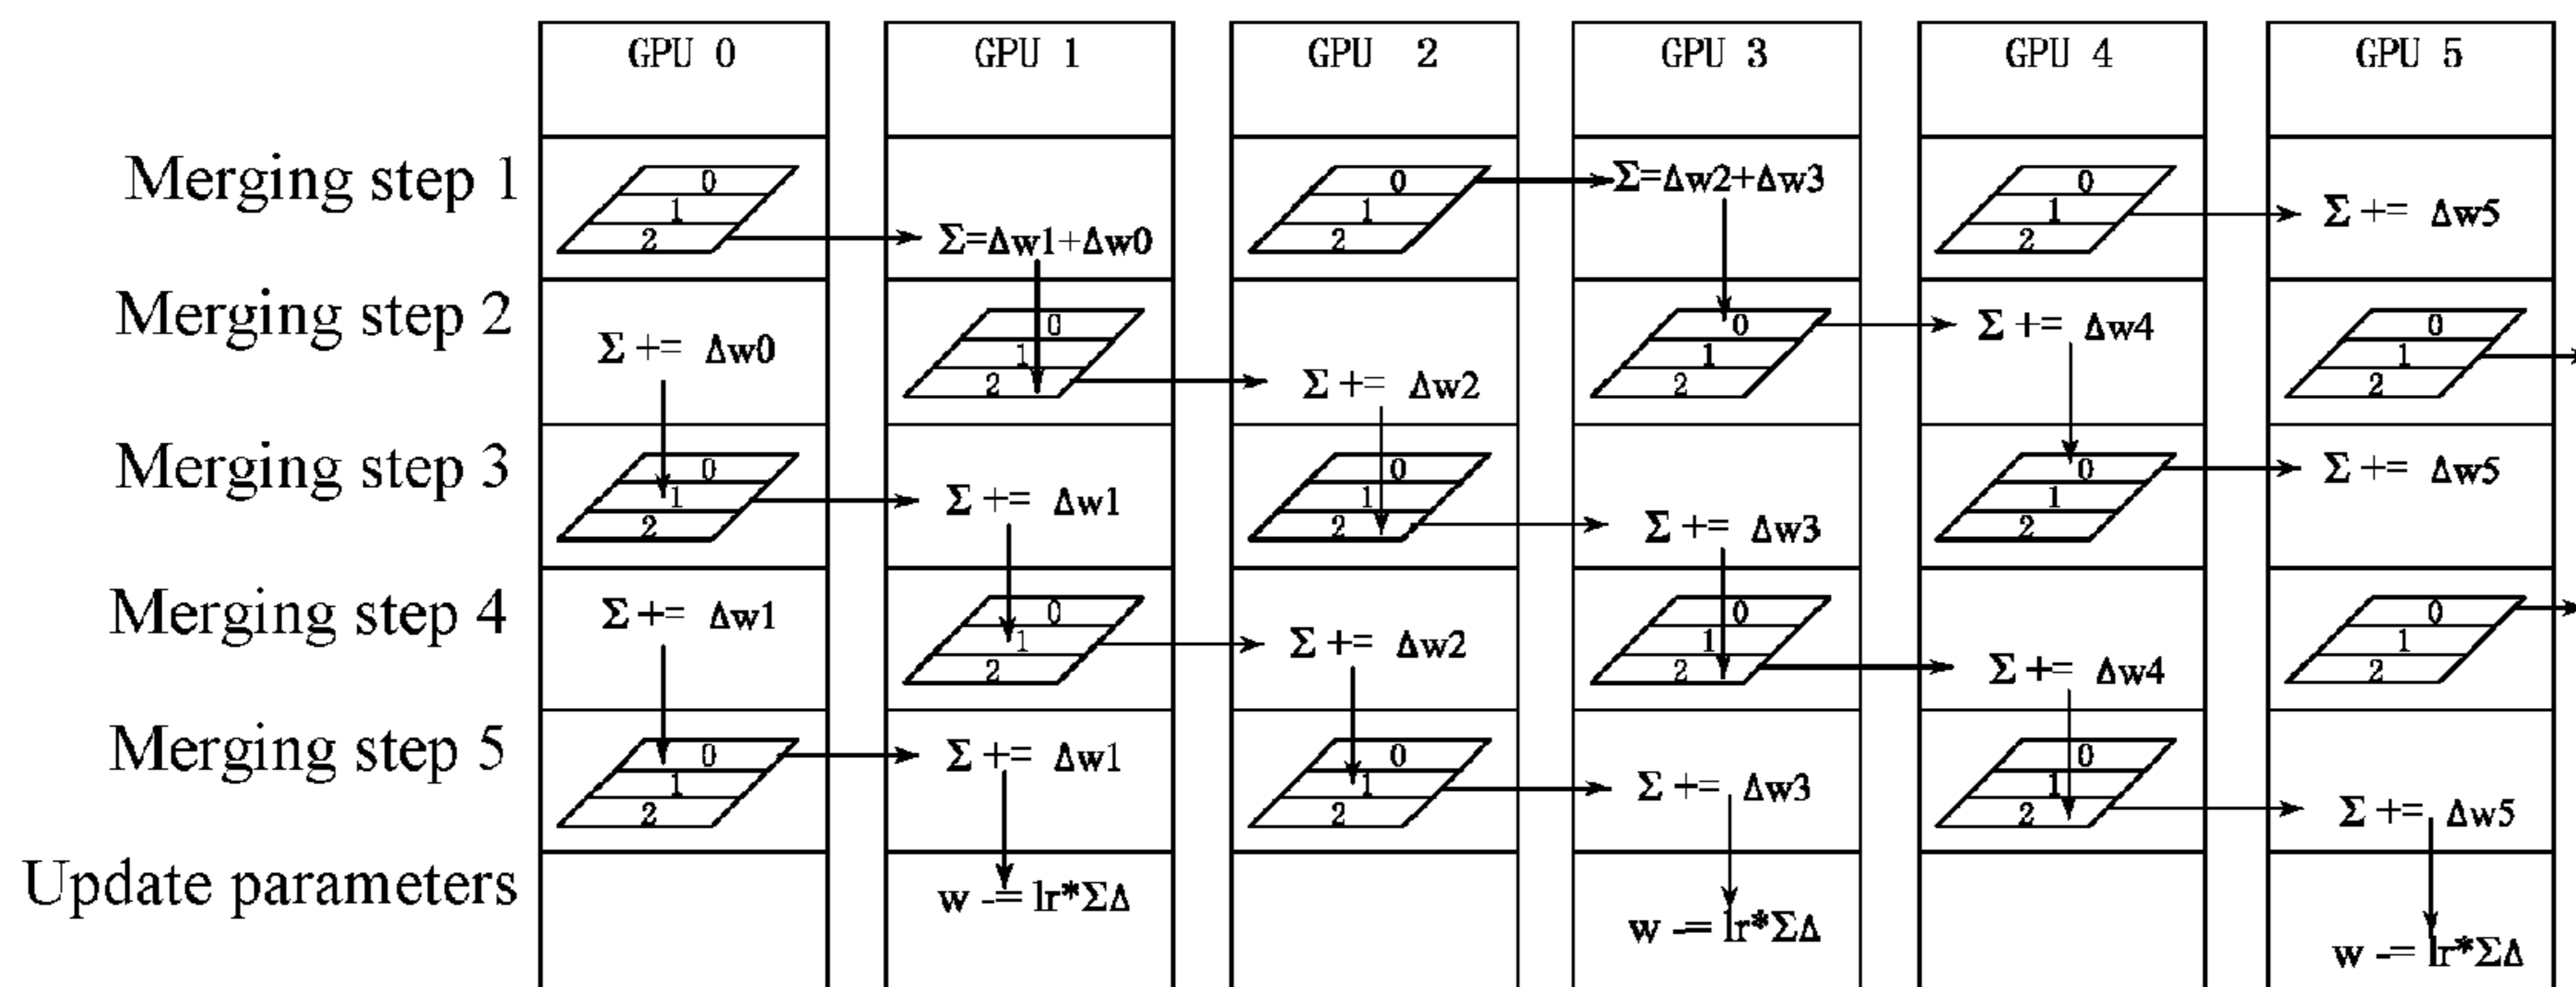 GPU 0 GPU 1 GPU 2 GPU 3 GPU 4 GPU 5
Merging step 1
0 1 2
Σ=Δw1+Δw0
0 1 2
Σ=Δw2+Δw3
0 1 2
Σ += Δw5
Merging step 2
Σ += Δw0
0 1 2
Σ += Δw2
0 1 2
Σ += Δw4
0 1 2
Merging step 3
0 1 2
Σ += Δw1
0 1 2
Σ += Δw3
0 1 2
Σ += Δw5
Merging step 4
Σ += Δw1
0 1 2
Σ += Δw2
0 1 2
Σ += Δw4
0 1 2
Merging step 5
0 1 2
Σ += Δw1
0 1 2
Σ += Δw3
0 1 2
Σ += Δw5
Update parameters
w -= lr*ΣΔ
w -= lr*ΣΔ
w -= lr*ΣΔ